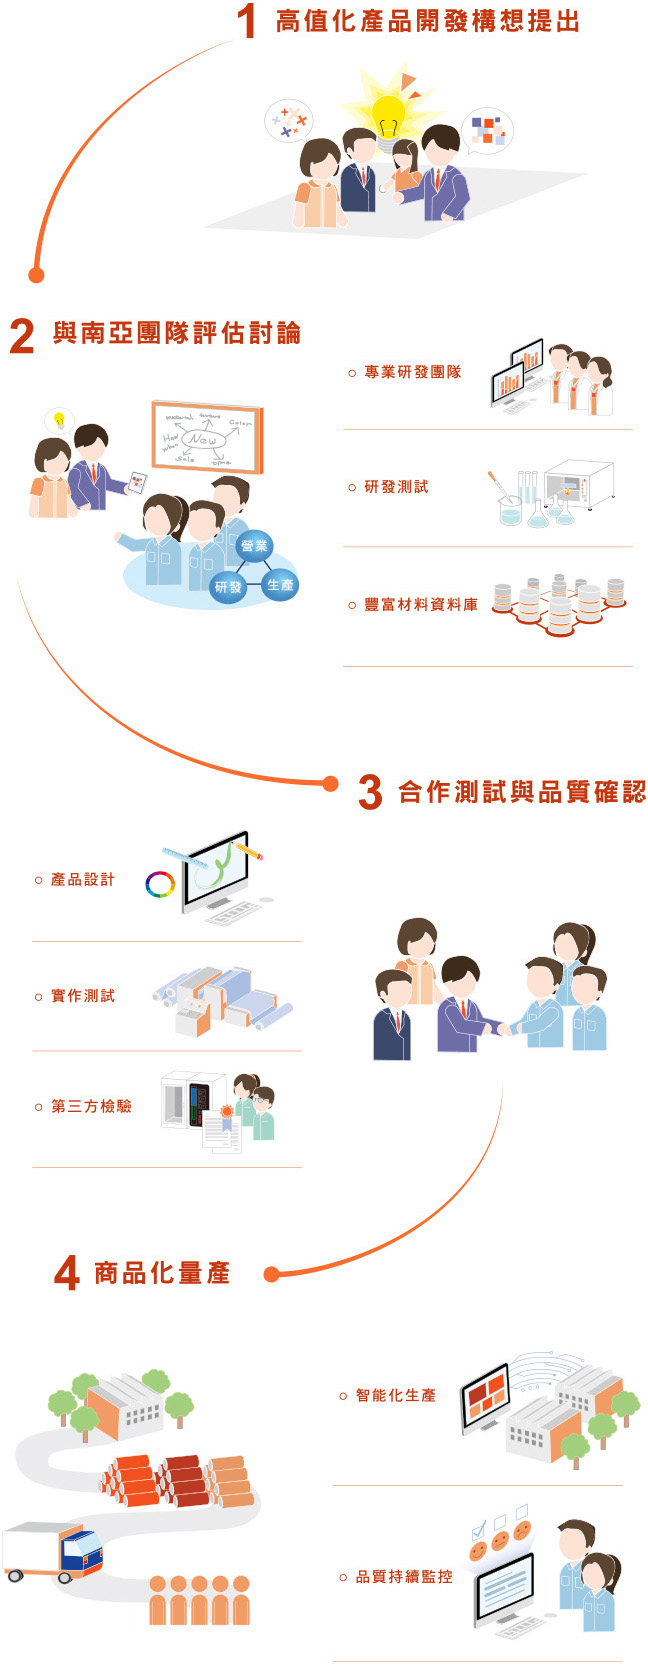 1 高值化產品開發構想提出
2 與南亞團隊評估討論
material
Color
How
when
New
Sale
營業
研發
生產
專業研發團隊
研發測試
豐富材料資料庫
3 合作測試與品質確認
產品設計
實作測試
第三方檢驗
4 商品化量產
智能化生產
品質持續監控